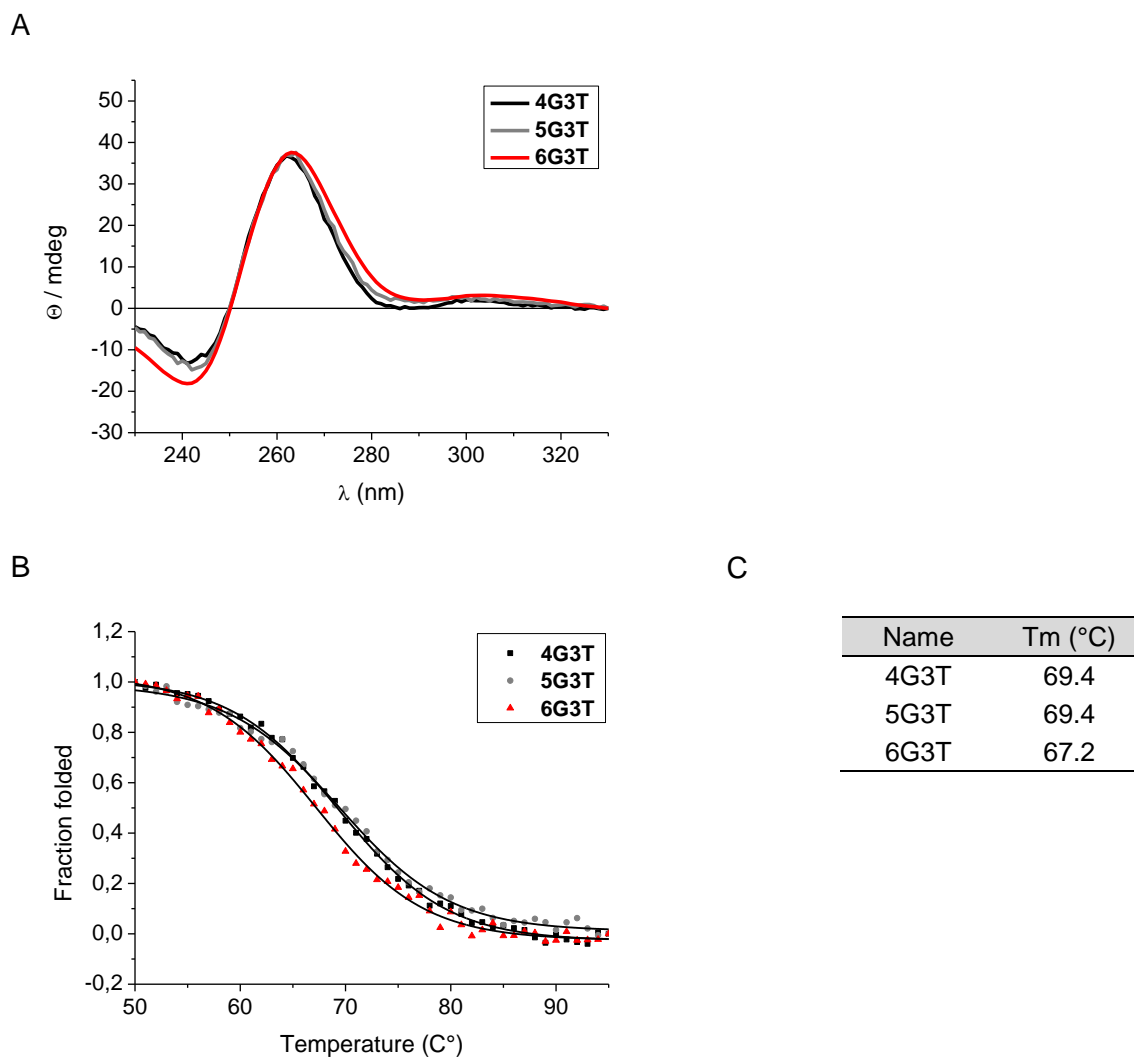 A
50
40
30
20
10
0
-10
-20
-30
Θ / mdeg
4G3T
5G3T
6G3T
240 260 280 300 320
λ (nm)
B
1,2
1,0
0,8
0,6
0,4
0,2
0,0
-0,2
Fraction folded
4G3T
5G3T
6G3T
50 60 70 80 90
Temperature (C°)
C
Name Tm (°C)
4G3T 69.4
5G3T 69.4
6G3T 67.2